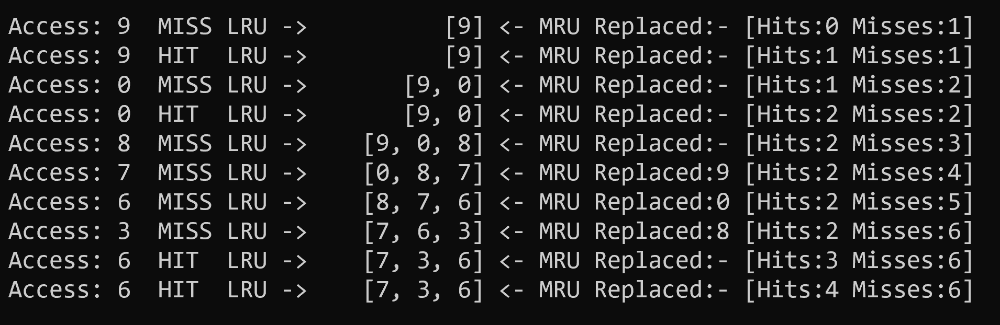 Access: 9  MISS LRU ->          [9] <- MRU Replaced:- [Hits:0 Misses:1]
Access: 9  HIT  LRU ->          [9] <- MRU Replaced:- [Hits:1 Misses:1]
Access: 0  MISS LRU ->       [9, 0] <- MRU Replaced:- [Hits:1 Misses:2]
Access: 0  HIT  LRU ->       [9, 0] <- MRU Replaced:- [Hits:2 Misses:2]
Access: 8  MISS LRU ->    [9, 0, 8] <- MRU Replaced:- [Hits:2 Misses:3]
Access: 7  MISS LRU ->    [0, 8, 7] <- MRU Replaced:9 [Hits:2 Misses:4]
Access: 6  MISS LRU ->    [8, 7, 6] <- MRU Replaced:0 [Hits:2 Misses:5]
Access: 3  MISS LRU ->    [7, 6, 3] <- MRU Replaced:8 [Hits:2 Misses:6]
Access: 6  HIT  LRU ->    [7, 3, 6] <- MRU Replaced:- [Hits:3 Misses:6]
Access: 6  HIT  LRU ->    [7, 3, 6] <- MRU Replaced:- [Hits:4 Misses:6]